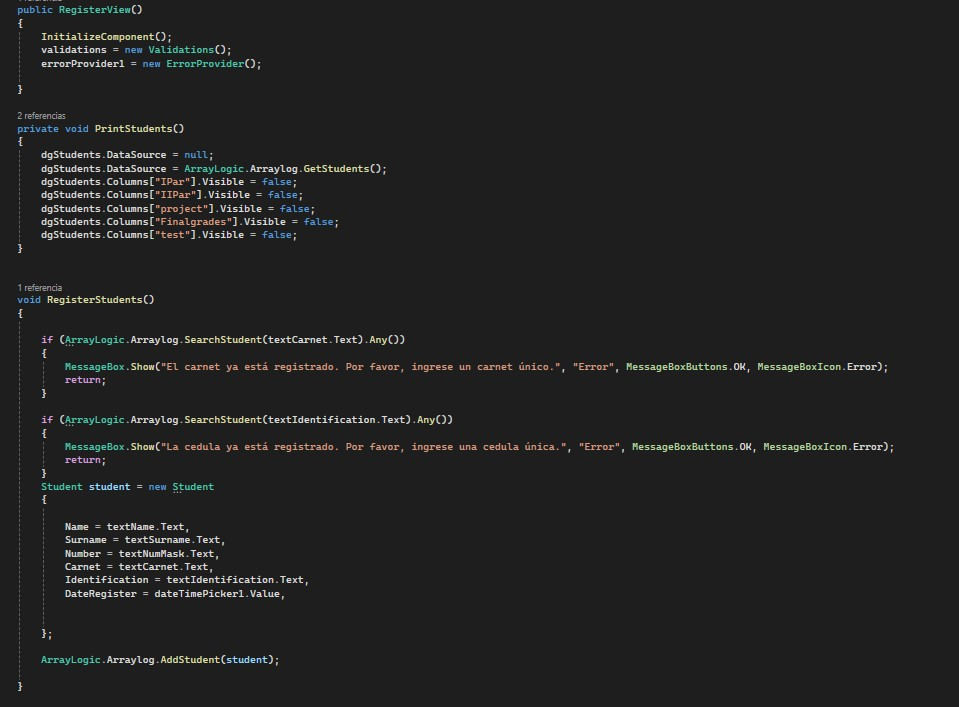 public RegisterView()
{
InitializeComponent();
validations = new Validations();
errorProvider1 = new ErrorProvider();
}
2 referencias
private void PrintStudents()
{
dgStudents.DataSource = null;
dgStudents.DataSource = ArrayLogic.Arraylog.GetStudents();
dgStudents.Columns["IPar"].Visible = false;
dgStudents.Columns["IIPar"].Visible = false;
dgStudents.Columns["project"].Visible = false;
dgStudents.Columns["Finalgrades"].Visible = false;
dgStudents.Columns["test"].Visible = false;
}
1 referencia
void RegisterStudents()
{
if (ArrayLogic.Arraylog.SearchStudent(textCarnet.Text).Any())
{
MessageBox.Show("El carnet ya está registrado. Por favor, ingrese un carnet único.", "Error", MessageBoxButtons.OK, MessageBoxIcon.Error);
return;
}
if (ArrayLogic.Arraylog.SearchStudent(textIdentification.Text).Any())
{
MessageBox.Show("La cedula ya está registrado. Por favor, ingrese una cedula única.", "Error", MessageBoxButtons.OK, MessageBoxIcon.Error);
return;
}
Student student = new Student
{
Name = textName.Text,
Surname = textSurname.Text,
Number = textNumMask.Text,
Carnet = textCarnet.Text,
Identification = textIdentification.Text,
DateRegister = dateTimePicker1.Value,
};
ArrayLogic.Arraylog.AddStudent(student);
}